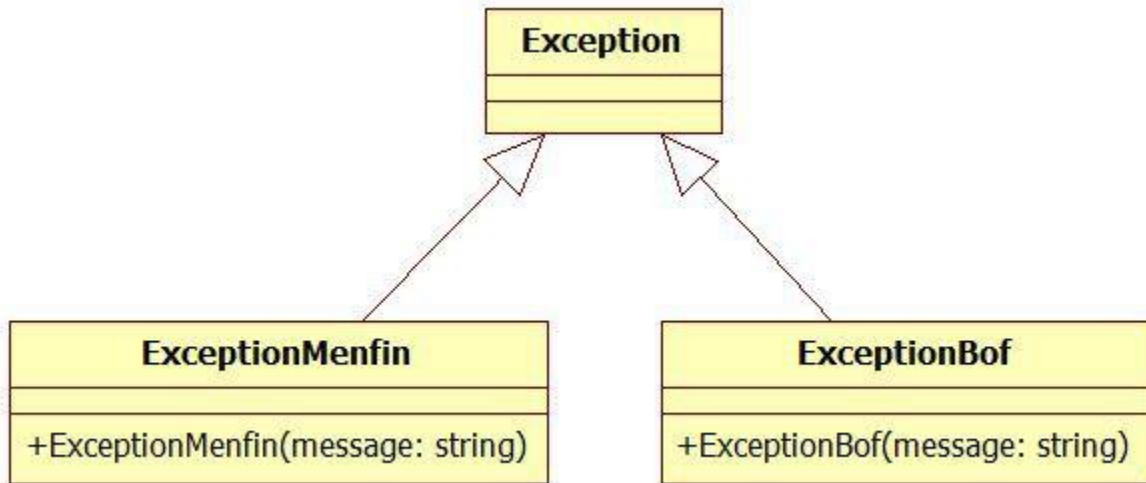 Exception
ExceptionMenfin
+ExceptionMenfin(message: string)
ExceptionBof
+ExceptionBof(message: string)